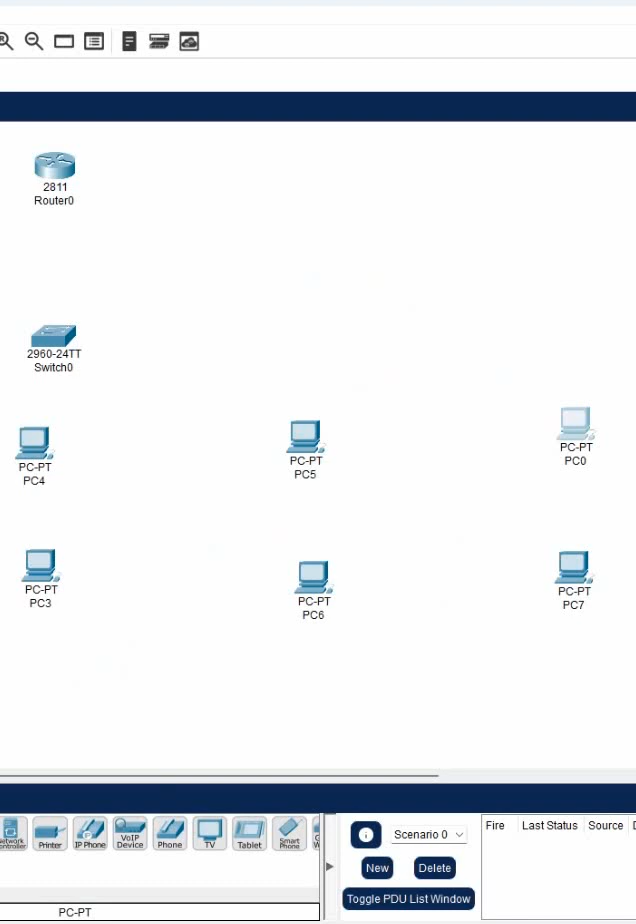 2811
Router0
2960-24TT
Switch0
PC-PT
PC4
PC-PT
PC5
PC-PT
PC0
PC-PT
PC3
PC-PT
PC6
PC-PT
PC7
Printer
IP Phone
VoIP
Device
Phone
TV
Tablet
Smart
Phone
PC-PT
Scenario 0
New
Delete
Toggle PDU List Window
Fire
Last Status
Source